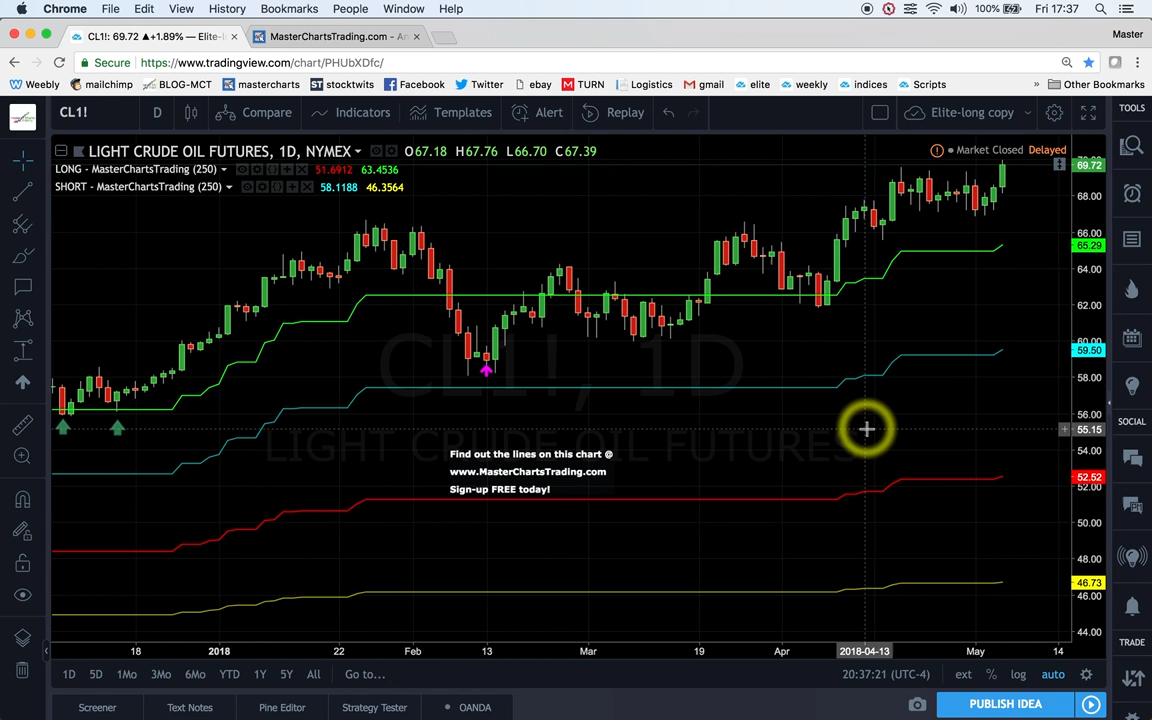 Chrome File Edit View History Bookmarks People Window Help 100% Fri 17:37
CL1!: 69.72 ▲+1.89% — Elite-l MasterChartsTrading.com - An Master
Secure https://www.tradingview.com/chart/PHUbXDfc/
Weebly mailchimp BLOG-MCT mastercharts ST stocktwits Facebook Twitter ebay M TURN Logistics gmail elite weekly indices Scripts » Other Bookmarks
CL1! D Compare Indicators Templates Alert Replay Elite-long copy TOOLS
LIGHT CRUDE OIL FUTURES, 1D, NYMEX O67.18 H67.76 L66.70 C67.39 Market Closed Delayed
LONG - MasterChartsTrading (250) 51.6912 63.4536
SHORT - MasterChartsTrading (250) 58.1188 46.3564
69.72
68.00
66.00
65.29
64.00
62.00
60.00
59.50
58.00
56.00
55.15
54.00
52.52
52.00
50.00
48.00
46.73
46.00
44.00
CL1!, 1D
LIGHT CRUDE OIL FUTURES
Find out the lines on this chart @
www.MasterChartsTrading.com
Sign-up FREE today!
SOCIAL
TRADE
18 2018 22 Feb 13 Mar 19 Apr 2018-04-13 May 14
1D 5D 1Mo 3Mo 6Mo YTD 1Y 5Y All Go to... 20:37:21 (UTC-4) ext % log auto
Screener Text Notes Pine Editor Strategy Tester OANDA PUBLISH IDEA